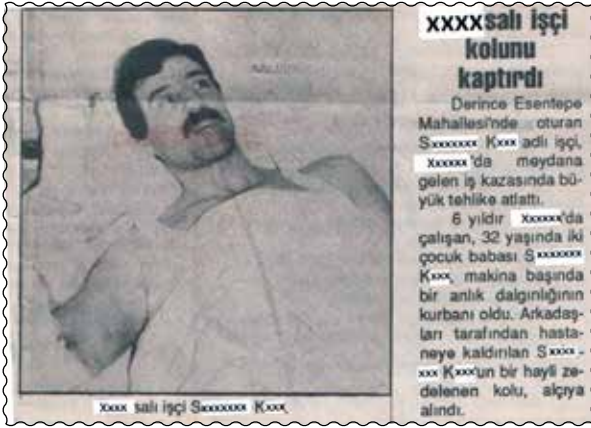 xxxxsalı işçi
kolunu
kaptırdı
Derince Esentepe
Mahallesi'nde oturan
Sxxxxxxx Kxxx adlı işçi,
xxxxxx'da meydana
gelen iş kazasında bü-
yük tehlike atlattı.
6 yıldır xxxxxx'da
çalışan, 32 yaşında iki
çocuk babası Sxxxxxxx
Kxxx, makina başında
bir anlık dalgınlığının
kurbanı oldu. Arkadaş-
ları tarafından hasta-
neye kaldırılan Sxxxx-
xxx Kxxx'un bir hayli ze-
delenen kolu, alçıya
alındı.
xxxx salı işçi Sxxxxxxx Kxxx